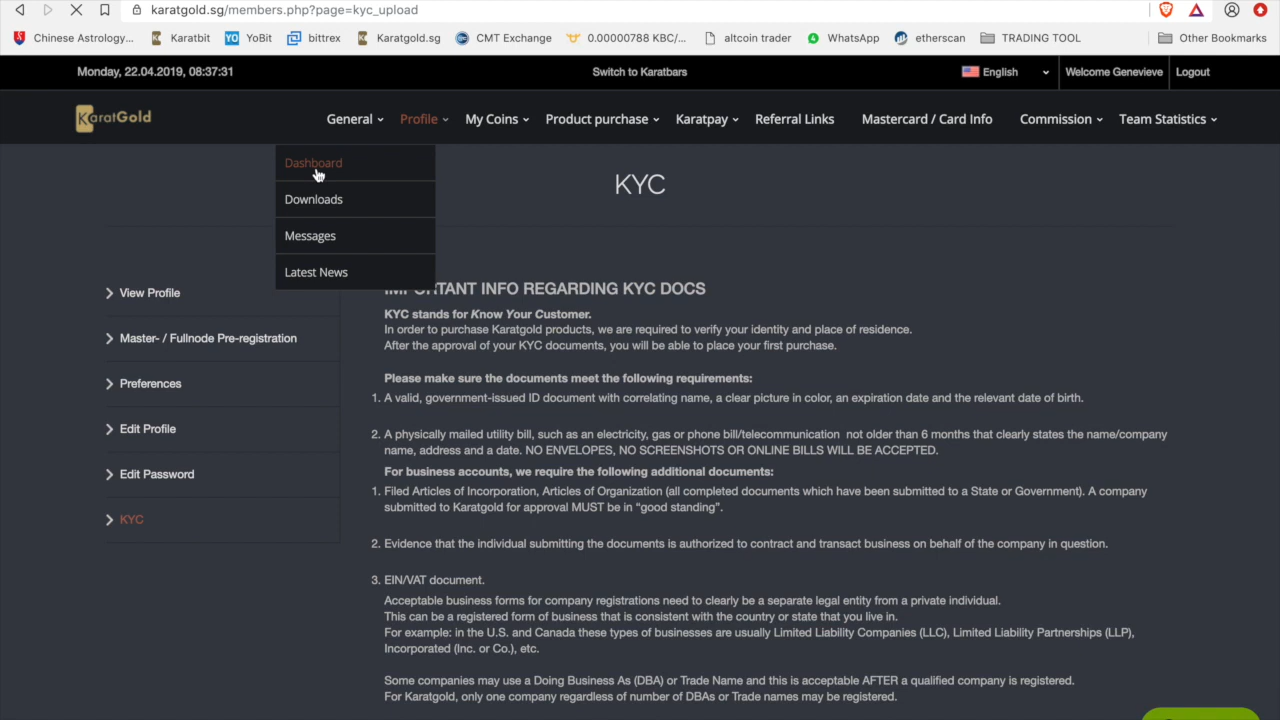 karatgold.sg/members.php?page=kyc_upload
Chinese Astrology... Karatbit YoBit bittrex Karatgold.sg CMT Exchange 0.00000788 KBC/... altcoin trader WhatsApp etherscan TRADING TOOL Other Bookmarks
Monday, 22.04.2019, 08:37:31 Switch to Karatbars English Welcome Genevieve Logout
KaratGold General Profile My Coins Product purchase Karatpay Referral Links Mastercard / Card Info Commission Team Statistics
Dashboard
Downloads
Messages
Latest News
KYC
View Profile
Master- / Fullnode Pre-registration
Preferences
Edit Profile
Edit Password
KYC
IMPORTANT INFO REGARDING KYC DOCS
KYC stands for Know Your Customer.
In order to purchase Karatgold products, we are required to verify your identity and place of residence.
After the approval of your KYC documents, you will be able to place your first purchase.
Please make sure the documents meet the following requirements:
1. A valid, government-issued ID document with correlating name, a clear picture in color, an expiration date and the relevant date of birth.
2. A physically mailed utility bill, such as an electricity, gas or phone bill/telecommunication not older than 6 months that clearly states the name/company
name, address and a date. NO ENVELOPES, NO SCREENSHOTS OR ONLINE BILLS WILL BE ACCEPTED.
For business accounts, we require the following additional documents:
1. Filed Articles of Incorporation, Articles of Organization (all completed documents which have been submitted to a State or Government). A company
submitted to Karatgold for approval MUST be in “good standing”.
2. Evidence that the individual submitting the documents is authorized to contract and transact business on behalf of the company in question.
3. EIN/VAT document.
Acceptable business forms for company registrations need to clearly be a separate legal entity from a private individual.
This can be a registered form of business that is consistent with the country or state that you live in.
For example: in the U.S. and Canada these types of businesses are usually Limited Liability Companies (LLC), Limited Liability Partnerships (LLP),
Incorporated (Inc. or Co.), etc.
Some companies may use a Doing Business As (DBA) or Trade Name and this is acceptable AFTER a qualified company is registered.
For Karatgold, only one company regardless of number of DBAs or Trade names may be registered.